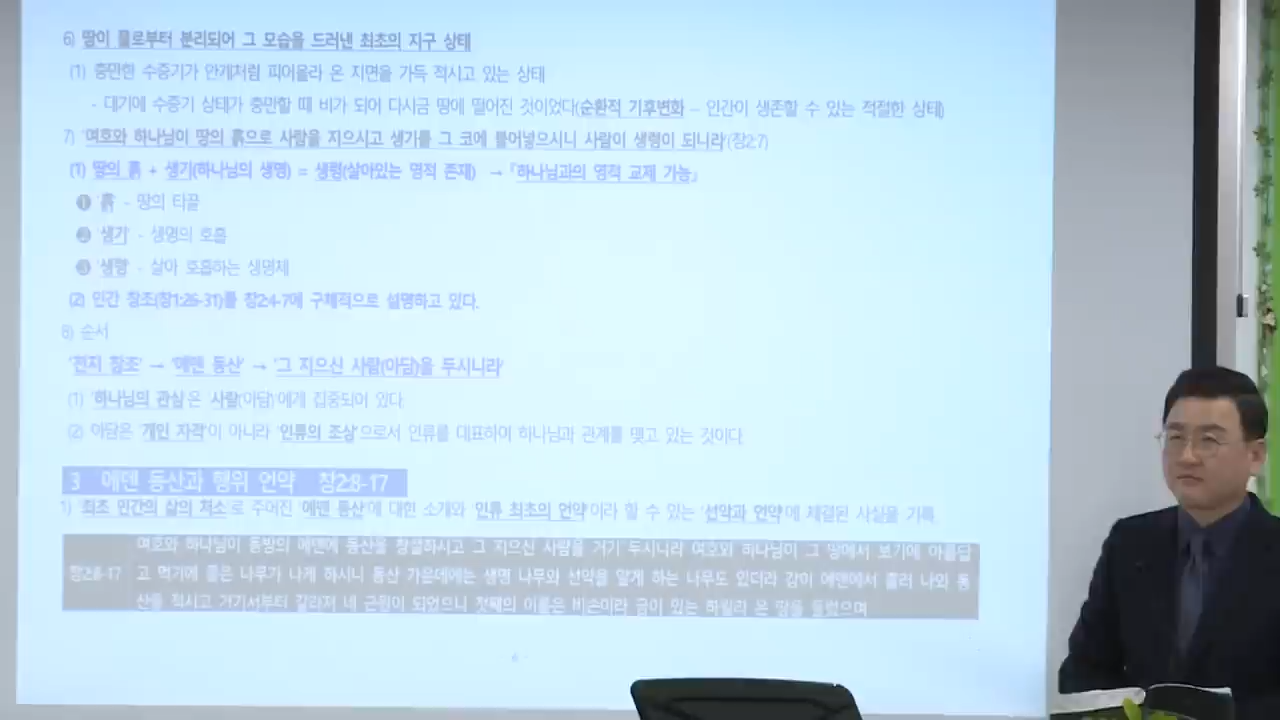 6) 땅이 물로부터 분리되어 그 모습을 드러낸 최초의 지구 상태
(1) 충만한 수증기가 안개처럼 피어올라 온 지면을 가득 적시고 있는 상태
- 대기에 수증기 상태가 충만할 때 비가 되어 다시금 땅에 떨어진 것이었다(순환적 기후변화 – 인간이 생존할 수 있는 적절한 상태)
7) '여호와 하나님이 땅의 흙으로 사람을 지으시고 생기를 그 코에 불어넣으시니 사람이 생령이 되니라'(창2:7)
(1) 땅의 흙 + 생기(하나님의 생명) = 생령(살아있는 영적 존재) →『하나님과의 영적 교제 가능』
❶ '흙' - 땅의 티끌
❷ '생기' - 생명의 호흡
❸ '생령' - 살아 호흡하는 생명체
(2) 인간 창조(창1:26-31)를 창2:4-7에 구체적으로 설명하고 있다.
8) 순서
'천지 창조' → '에덴 동산' → '그 지으신 사람(아담)을 두시니라'
(1) '하나님의 관심'은 '사람(아담)'에게 집중되어 있다.
(2) 아담은 '개인 자격'이 아니라 '인류의 조상'으로서 인류를 대표하여 하나님과 관계를 맺고 있는 것이다.
3 에덴 동산과 행위 언약 창2:8-17
1) '최초 인간의 삶의 처소'로 주어진 '에덴 동산'에 대한 소개와 '인류 최초의 언약'이라 할 수 있는 '선악과 언약'에 체결된 사실을 기록.
여호와 하나님이 동방의 에덴에 동산을 창설하시고 그 지으신 사람을 거기 두시니라 여호와 하나님이 그 땅에서 보기에 아름답
창2:8-17 고 먹기에 좋은 나무가 나게 하시니 동산 가운데에는 생명 나무와 선악을 알게 하는 나무도 있더라 강이 에덴에서 흘러 나와 동
산을 적시고 거기서부터 갈라져 네 근원이 되었으니 첫째의 이름은 비손이라 금이 있는 하윌라 온 땅을 둘렀으며